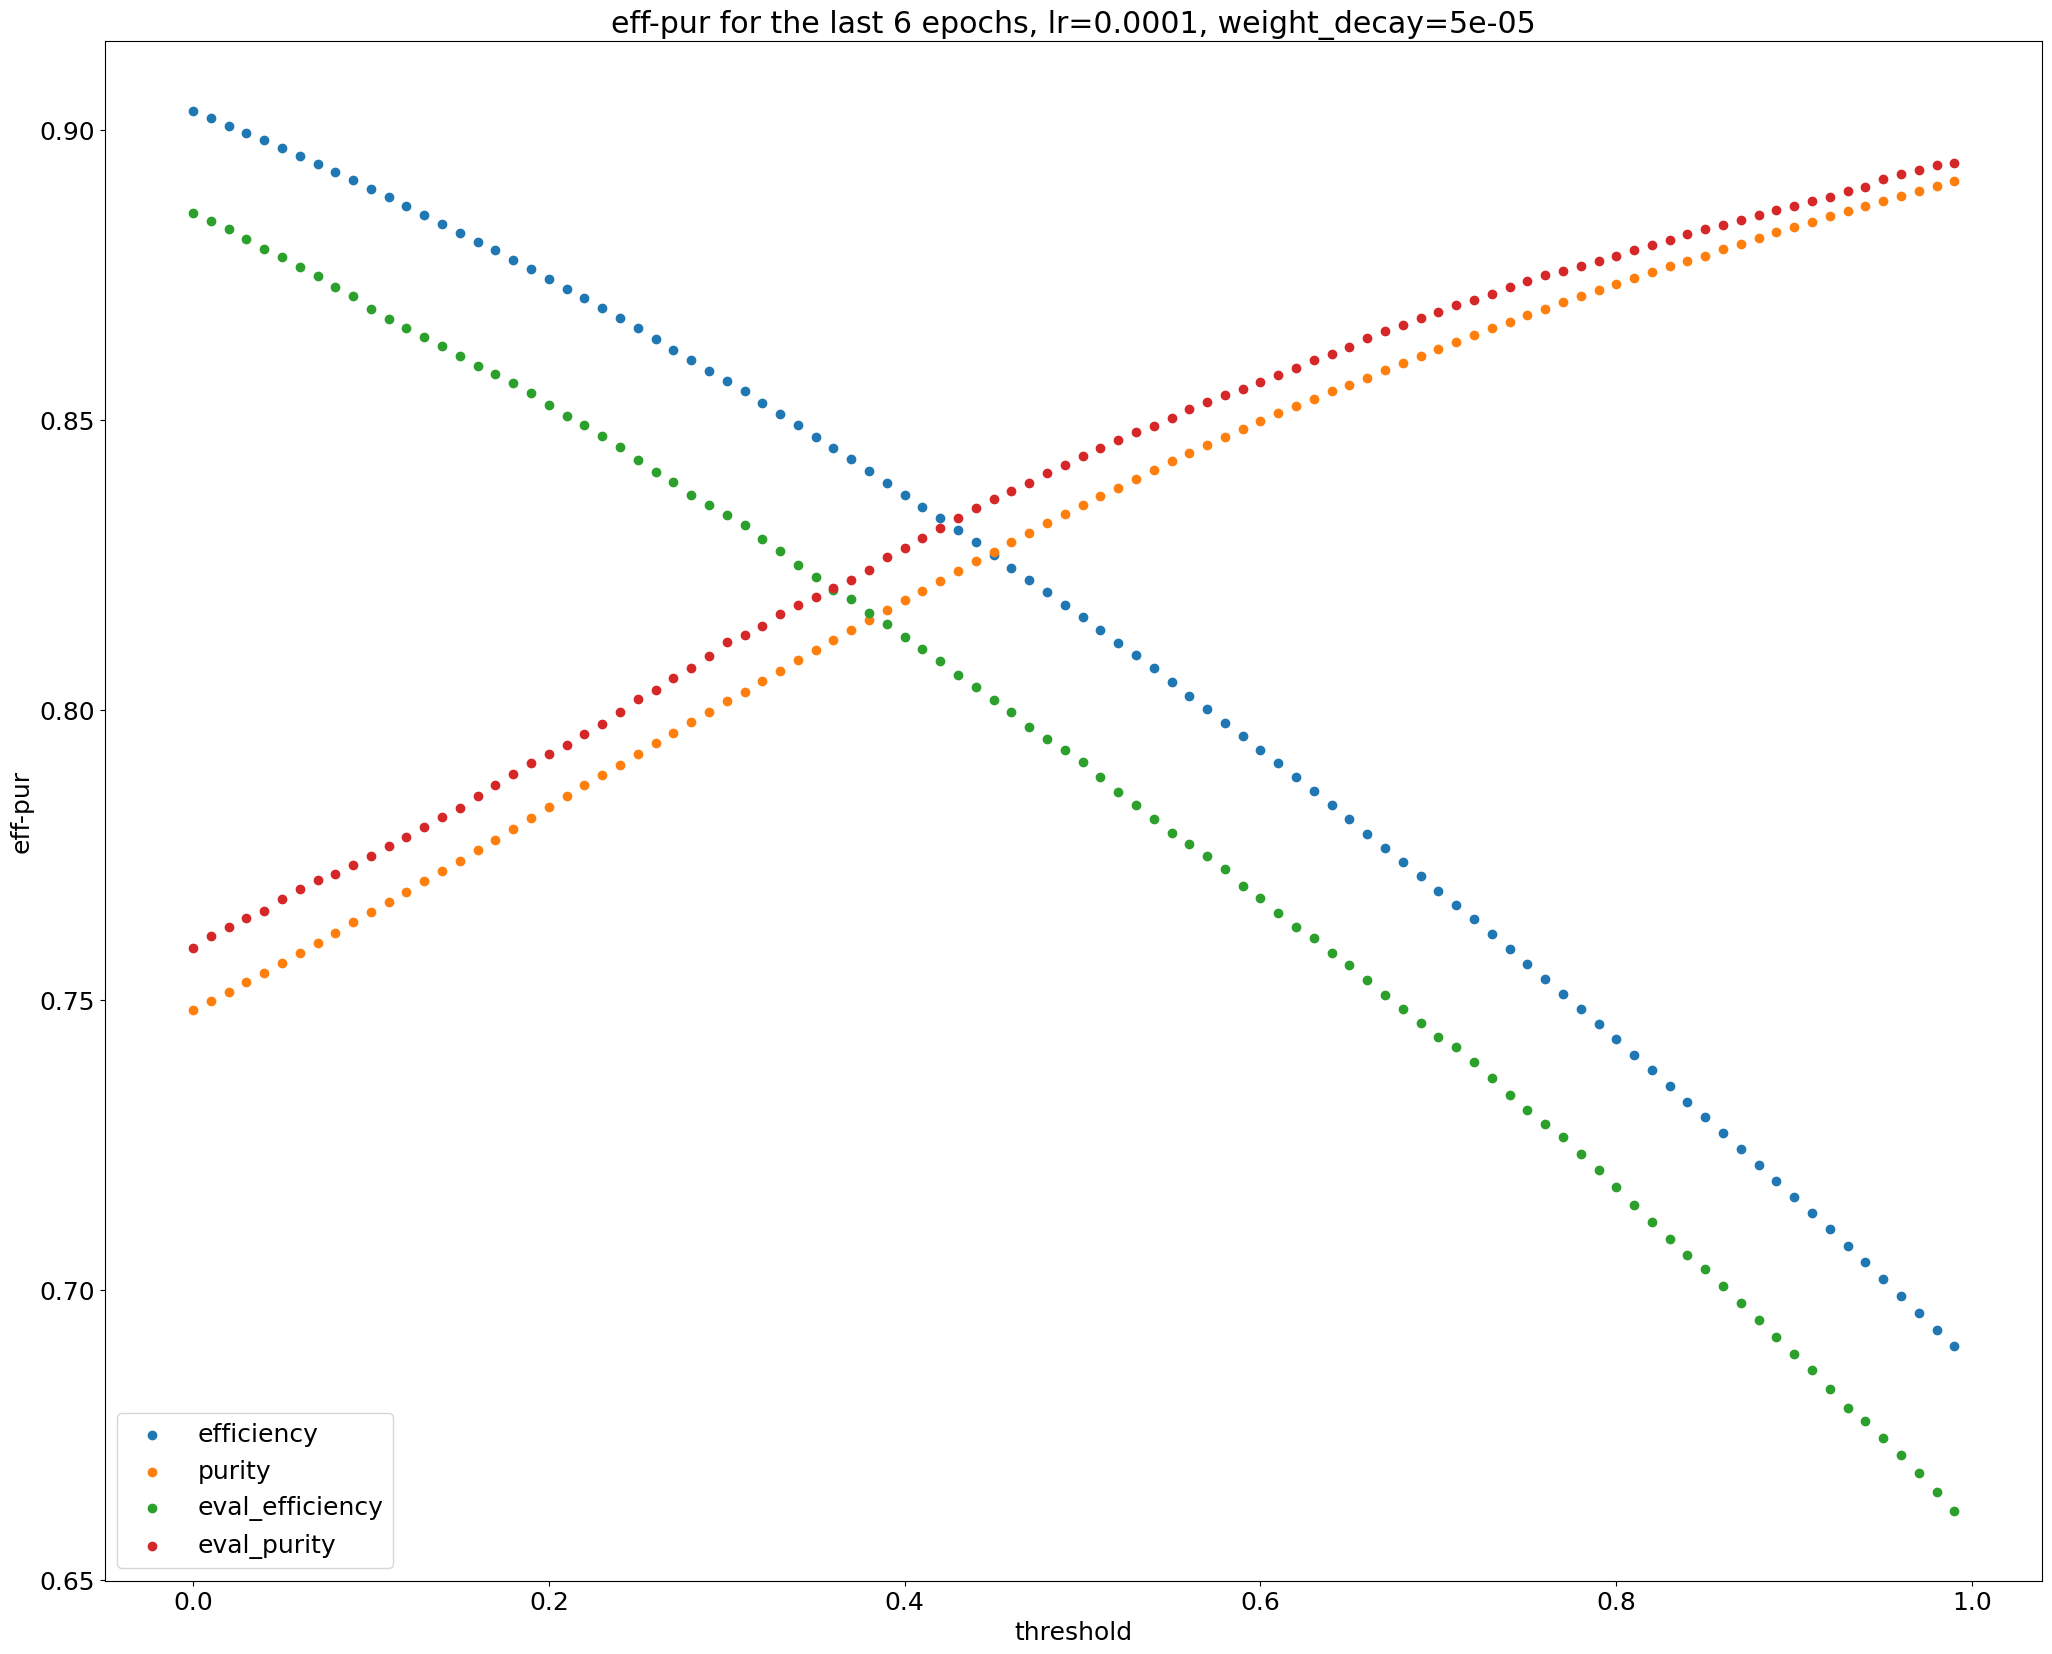 eff-pur for the last 6 epochs, lr=0.0001, weight_decay=5e-05
eff-pur
0.90
0.85
0.80
0.75
0.70
0.65
efficiency
purity
eval_efficiency
eval_purity
0.0 0.2 0.4 0.6 0.8 1.0
threshold